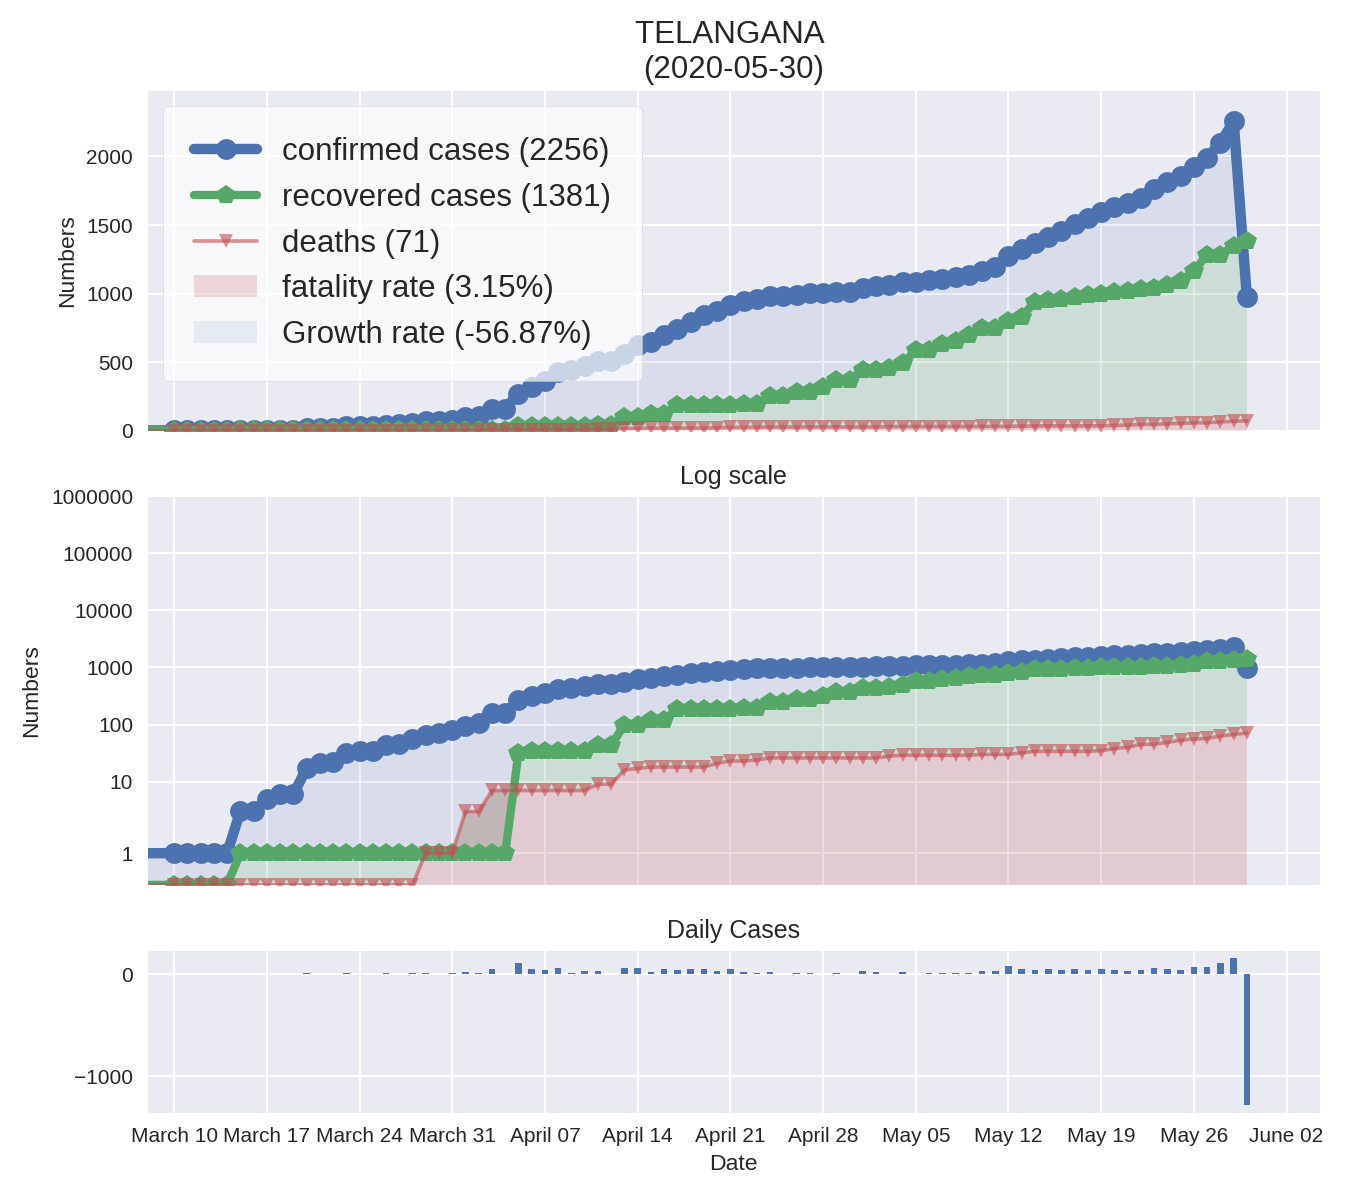 TELANGANA
(2020-05-30)
confirmed cases (2256)
recovered cases (1381)
deaths (71)
fatality rate (3.15%)
Growth rate (-56.87%)
Numbers
2000
1500
1000
500
0
Log scale
Numbers
1000000
100000
10000
1000
100
10
1
Daily Cases
0
−1000
March 10 March 17 March 24 March 31 April 07 April 14 April 21 April 28 May 05 May 12 May 19 May 26 June 02
Date